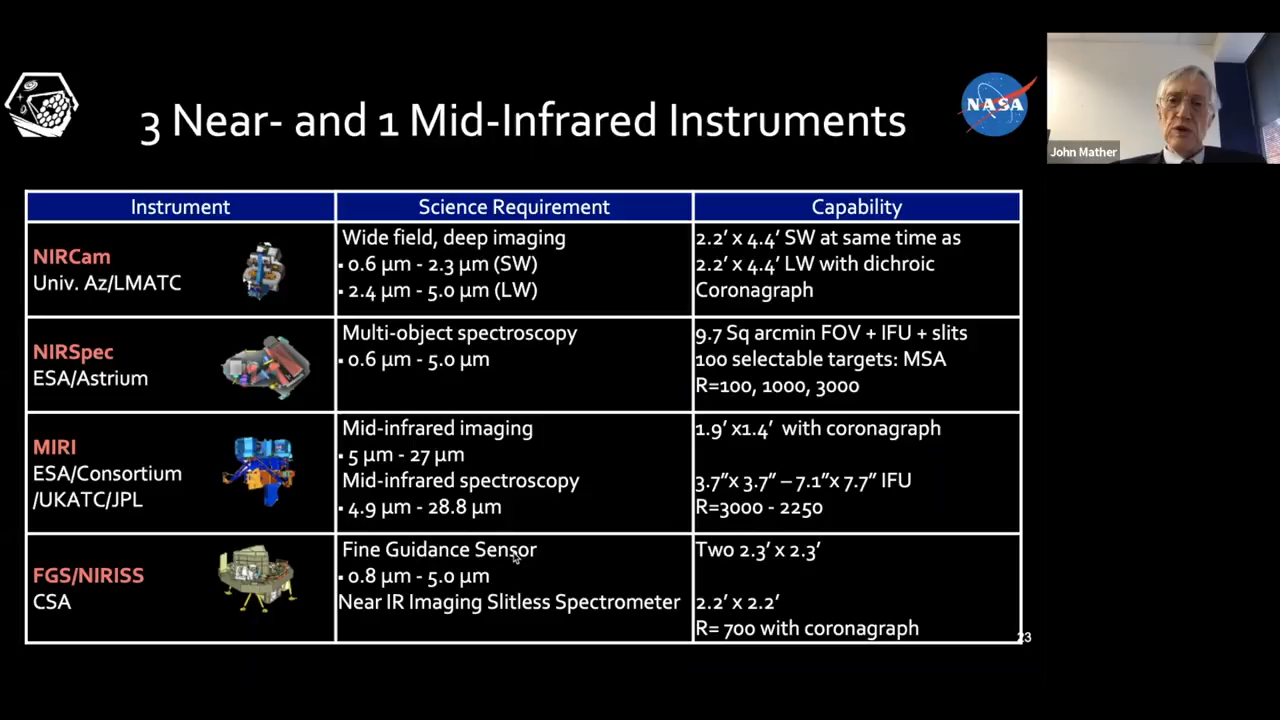 3 Near- and 1 Mid-Infrared Instruments
NASA
John Mather
Instrument
Science Requirement
Capability
NIRCam
Univ. Az/LMATC
Wide field, deep imaging
▪ 0.6 μm - 2.3 μm (SW)
▪ 2.4 μm - 5.0 μm (LW)
2.2’ x 4.4’ SW at same time as
2.2’ x 4.4’ LW with dichroic
Coronagraph
NIRSpec
ESA/Astrium
Multi-object spectroscopy
▪ 0.6 μm - 5.0 μm
9.7 Sq arcmin FOV + IFU + slits
100 selectable targets: MSA
R=100, 1000, 3000
MIRI
ESA/Consortium
/UKATC/JPL
Mid-infrared imaging
▪ 5 μm - 27 μm
Mid-infrared spectroscopy
▪ 4.9 μm - 28.8 μm
1.9’ x1.4’ with coronagraph
3.7”x 3.7” – 7.1”x 7.7” IFU
R=3000 - 2250
FGS/NIRISS
CSA
Fine Guidance Sensor
▪ 0.8 μm - 5.0 μm
Near IR Imaging Slitless Spectrometer
Two 2.3’ x 2.3’
2.2’ x 2.2’
R= 700 with coronagraph
23